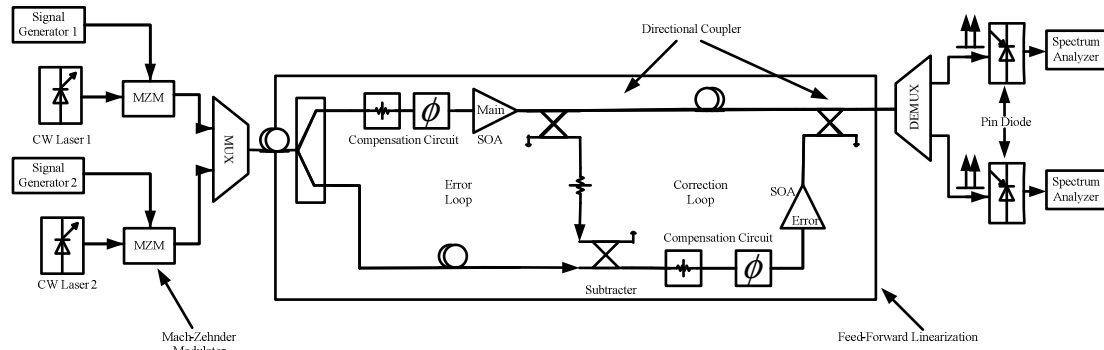 Signal
Generator 1
MZM
CW Laser 1
Signal
Generator 2
MZM
CW Laser 2
Mach-Zehnder
Modulator
MUX
Compensation Circuit
ϕ
Main
SOA
Error
Loop
Directional Coupler
Correction
Loop
SOA
Error
Compensation Circuit
ϕ
Subtracter
Feed-Forward Linearization
DEMUX
Pin Diode
Spectrum
Analyzer
Spectrum
Analyzer